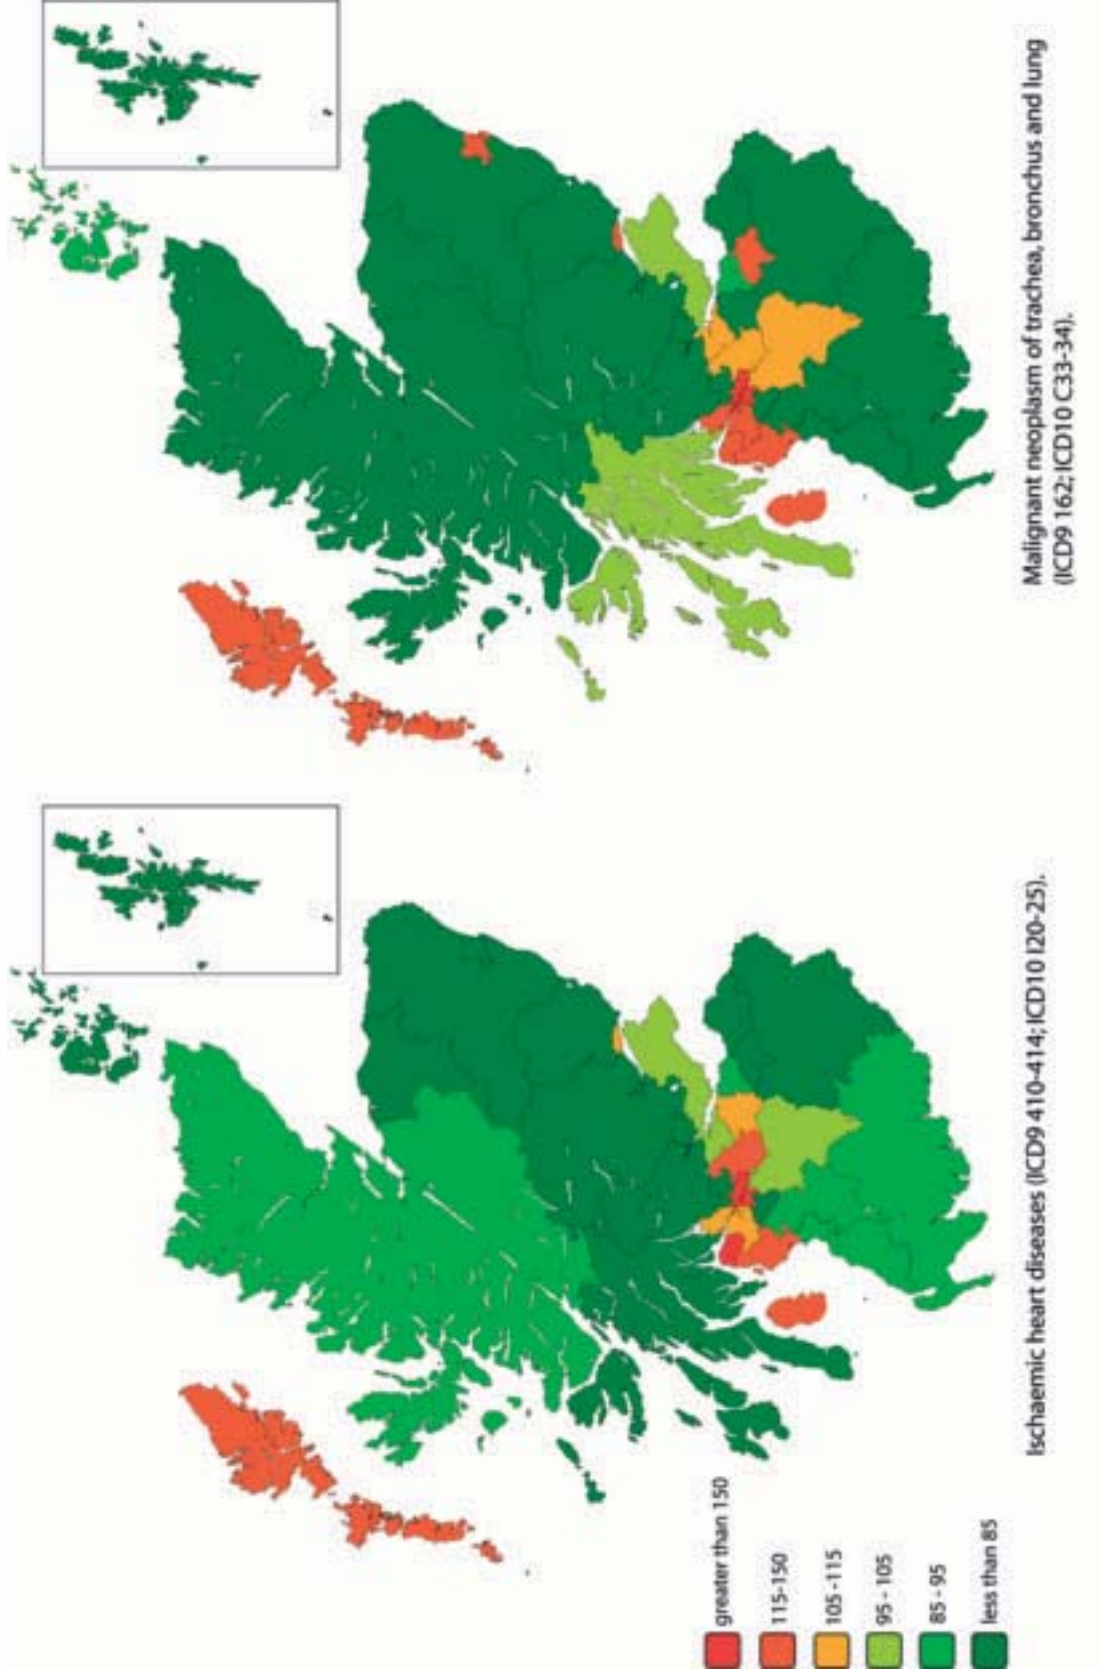 greater than 150
115-150
105 -115
95 - 105
85 - 95
less than 85
Ischaemic heart diseases (ICD9 410-414; ICD10 I20-25).
Malignant neoplasm of trachea, bronchus and lung
(ICD9 162; ICD10 C33-34).